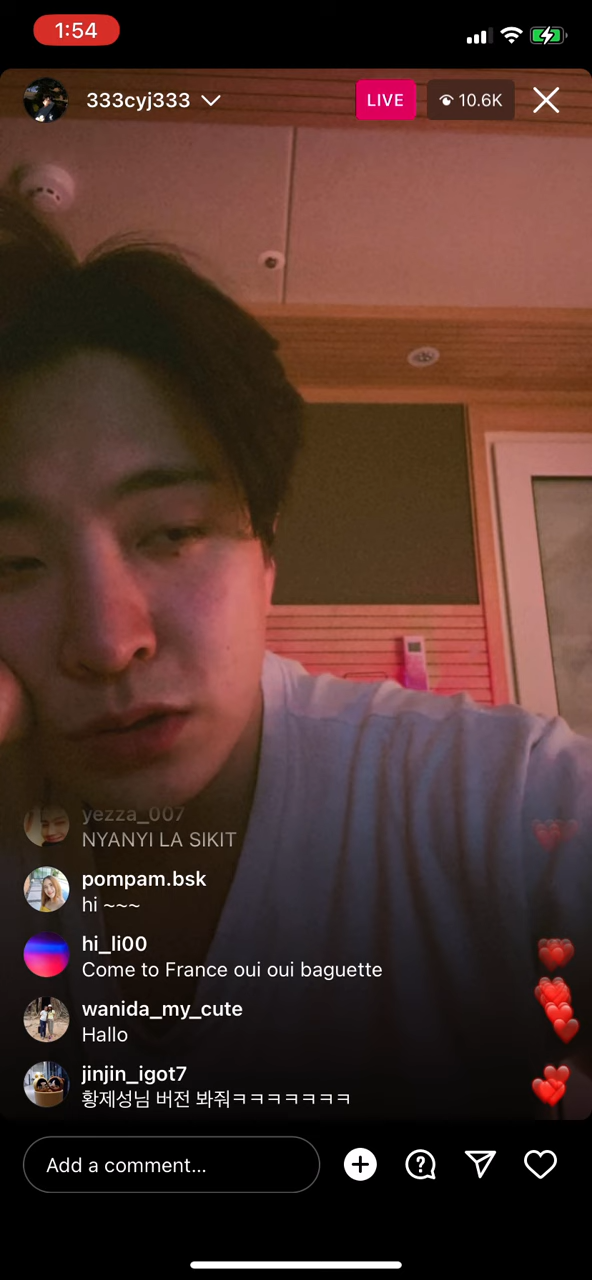 1:54
333cyj333
LIVE
10.6K
yezza_007
NYANYI LA SIKIT
pompam.bsk
hi ~~~
hi_li00
Come to France oui oui baguette
wanida_my_cute
Hallo
jinjin_igot7
황제성님 버전 봐줘ㅋㅋㅋㅋㅋㅋㅋ
Add a comment...